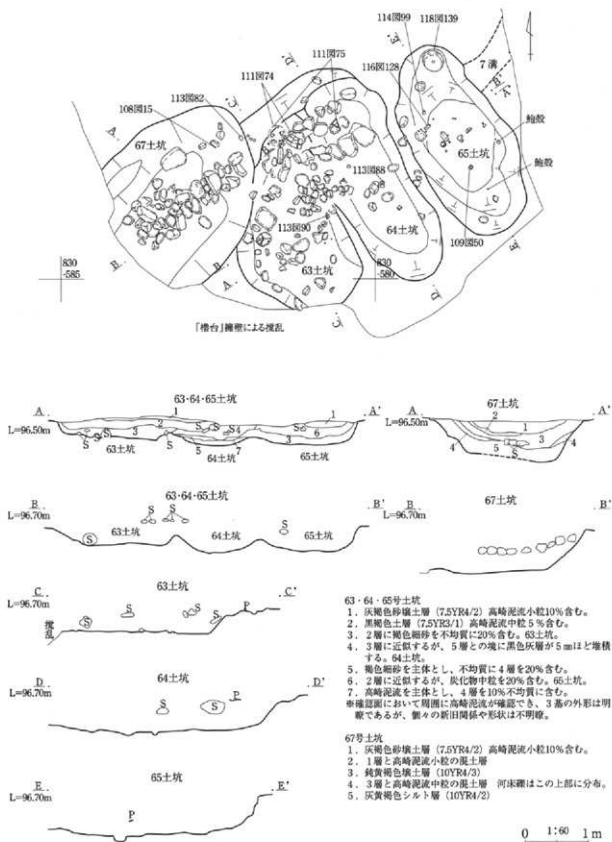 114図99
118図139
111図75
116図128
7溝
111図74
113図82
108図15
67土坑
鮑殻
65土坑
鮑殻
113図88
64土坑
109図50
113図90
63土坑
830
-585
830
-580
「櫓台」擁壁による撹乱
63・64・65土坑
A A'
L=96.50m
63土坑 64土坑 65土坑
67土坑
A A'
L=96.50m
63・64・65土坑
B B'
L=96.70m
63土坑 64土坑 65土坑
67土坑
B B'
L=96.70m
63土坑
C C'
L=96.70m
撹乱
64土坑
D D'
L=96.70m
65土坑
E E'
L=96.70m
63・64・65号土坑
1．灰褐色砂壌土層（7.5YR4/2）高崎泥流小粒10％含む。
2．黒褐色土層（7.5YR3/1）高崎泥流中粒５％含む。
3．２層に褐色細砂を不均質に20％含む。63土坑。
4．３層に近似するが、５層との境に黒色灰層が５㎜ほど堆積
する。64土坑。
5．褐色細砂を主体とし、不均質に４層を20％含む。
6．２層に近似するが、炭化物中粒を20％含む。65土坑。
7．高崎泥流を主体とし、４層を10％不均質に含む。
※確認面において周囲に高崎泥流が確認でき、３基の外形は明
瞭であるが、個々の新旧関係や形状は不明瞭。
67号土坑
1．灰褐色砂壌土層（7.5YR4/2）高崎泥流小粒10％含む。
2．１層と高崎泥流小粒の混土層
3．鈍黄褐色壌土層（10YR4/3）
4．３層と高崎泥流中粒の混土層　河床礫はこの上部に分布。
5．灰黄褐色シルト層（10YR4/2）
0 1:60 1m